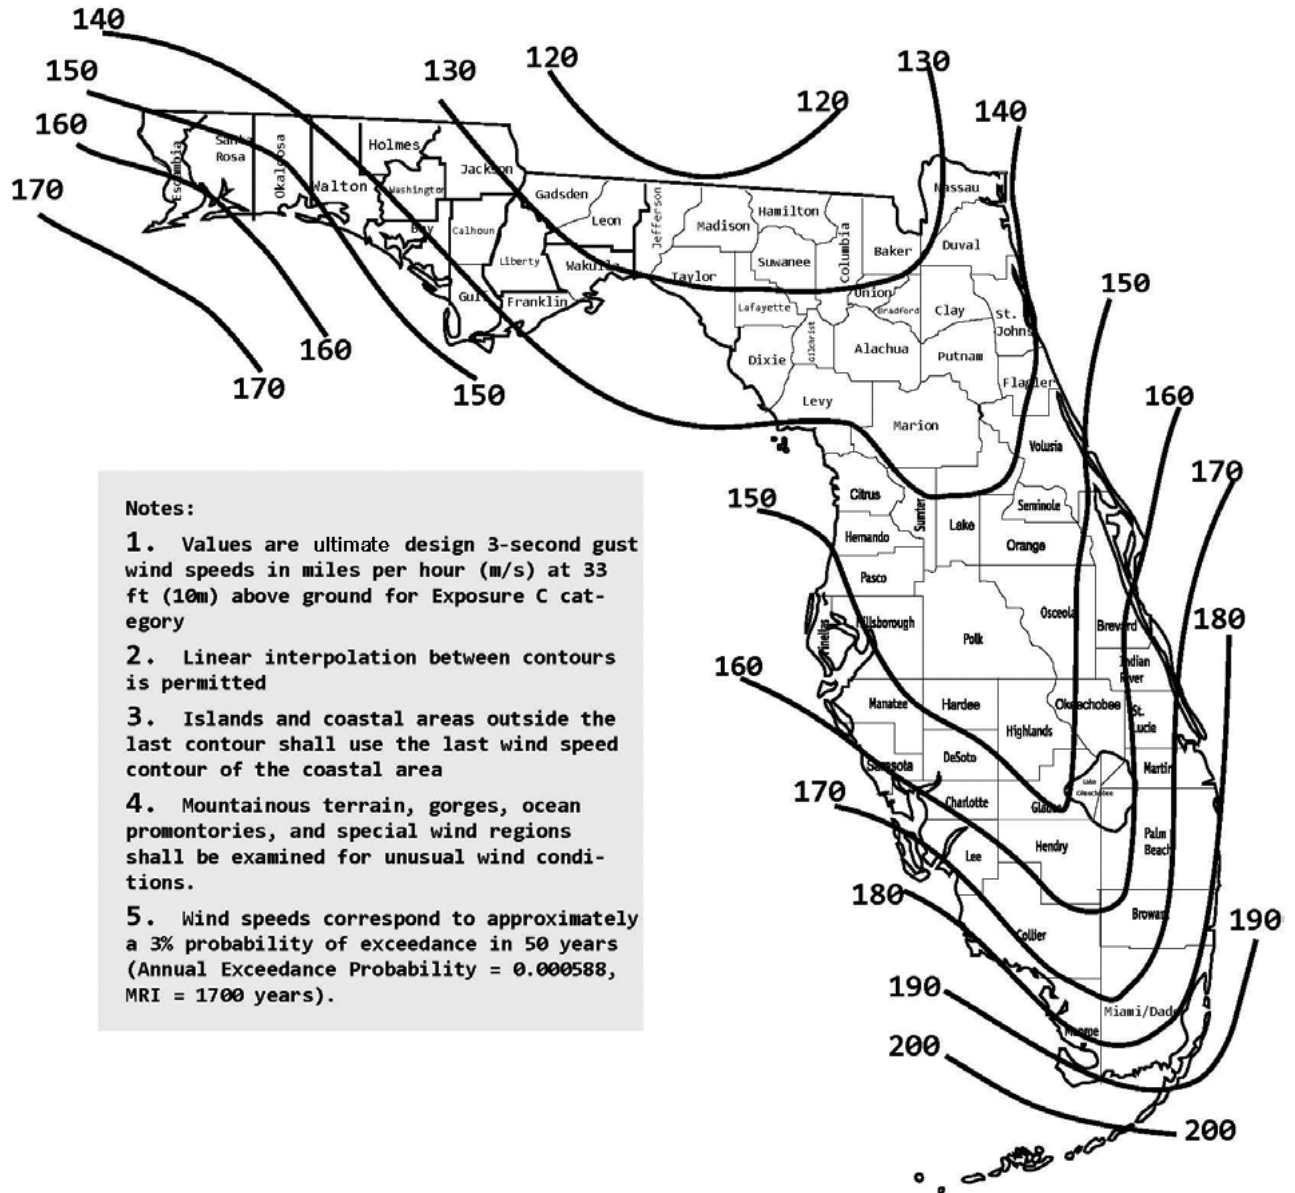 140
120
130
130
150
120
140
160
170
Escambia
Santa
Rosa
Okaloosa
Walton
Holmes
Washington
Jackson
Bay
Calhoun
Gulf
Liberty
Franklin
Gadsden
Leon
Wakulla
Jefferson
Madison
Taylor
Hamilton
Suwanee
Lafayette
Columbia
Baker
Nassau
Duval
Union
Bradford
Clay
St.
Johns
Dixie
Gilchrist
Alachua
Putnam
Flagler
Levy
Marion
Volusia
150
160
170
150
160
170
Notes:
1. Values are ultimate design 3-second gust
wind speeds in miles per hour (m/s) at 33
ft (10m) above ground for Exposure C cat-
egory
2. Linear interpolation between contours
is permitted
3. Islands and coastal areas outside the
last contour shall use the last wind speed
contour of the coastal area
4. Mountainous terrain, gorges, ocean
promontories, and special wind regions
shall be examined for unusual wind condi-
tions.
5. Wind speeds correspond to approximately
a 3% probability of exceedance in 50 years
(Annual Exceedance Probability = 0.000588,
MRI = 1700 years).
150
Citrus
Sumter
Lake
Seminole
Hernando
Orange
Pasco
Pinellas
Hillsborough
Polk
Osceola
Brevard
180
Indian
River
160
Manatee
Hardee
Highlands
Okeechobee
St.
Lucie
Sarasota
DeSoto
Martin
Lake
Okeechobee
170
Charlotte
Glades
Lee
Hendry
Palm
Beach
180
Collier
Broward
190
190
Miami/Dade
Monroe
200
200